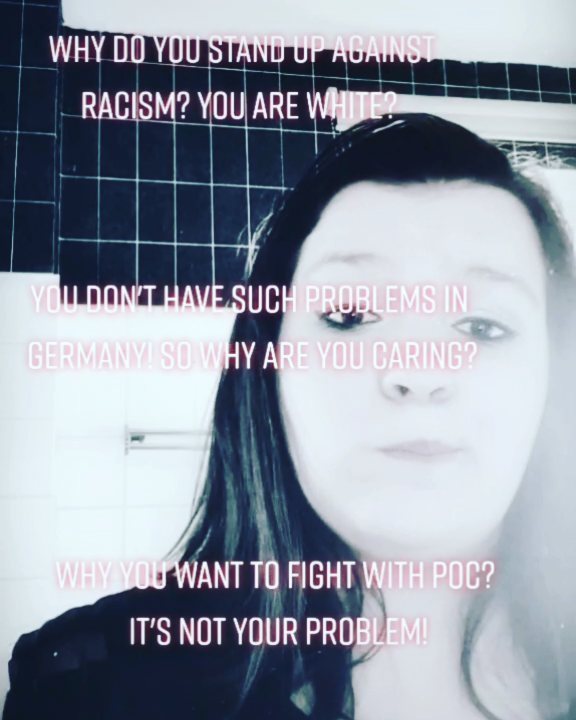 WHY DO YOU STAND UP AGAINST
RACISM? YOU ARE WHITE?
YOU DON'T HAVE SUCH PROBLEMS IN
GERMANY! SO WHY ARE YOU CARING?
WHY YOU WANT TO FIGHT WITH POC?
IT'S NOT YOUR PROBLEM!